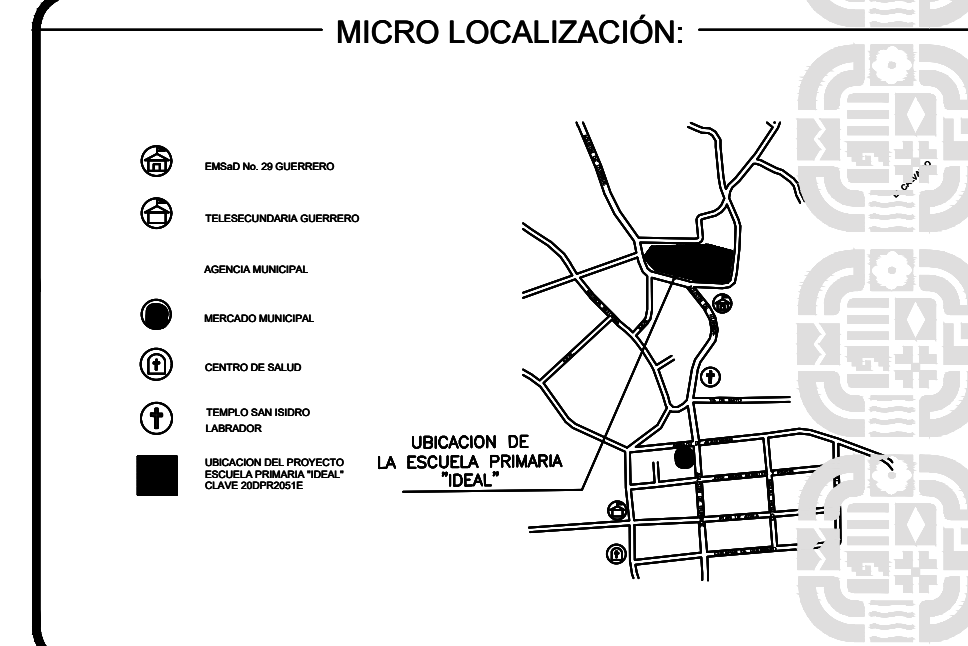 MICRO LOCALIZACIÓN:
EMSaD No. 29 GUERRERO
TELESECUNDARIA GUERRERO
AGENCIA MUNICIPAL
MERCADO MUNICIPAL
CENTRO DE SALUD
TEMPLO SAN ISIDRO
LABRADOR
UBICACION DEL PROYECTO
ESCUELA PRIMARIA "IDEAL"
CLAVE 20DPR2051E
UBICACION DE
LA ESCUELA PRIMARIA
"IDEAL"